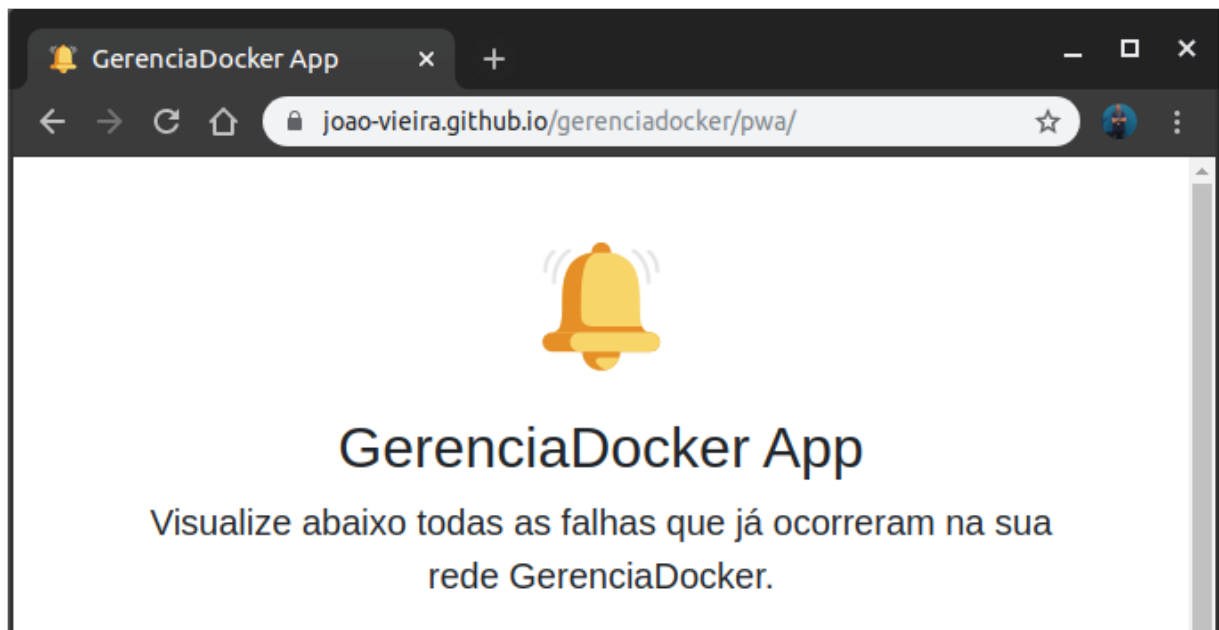 GerenciaDocker App
joao-vieira.github.io/gerenciadocker/pwa/
GerenciaDocker App
Visualize abaixo todas as falhas que já ocorreram na sua
rede GerenciaDocker.